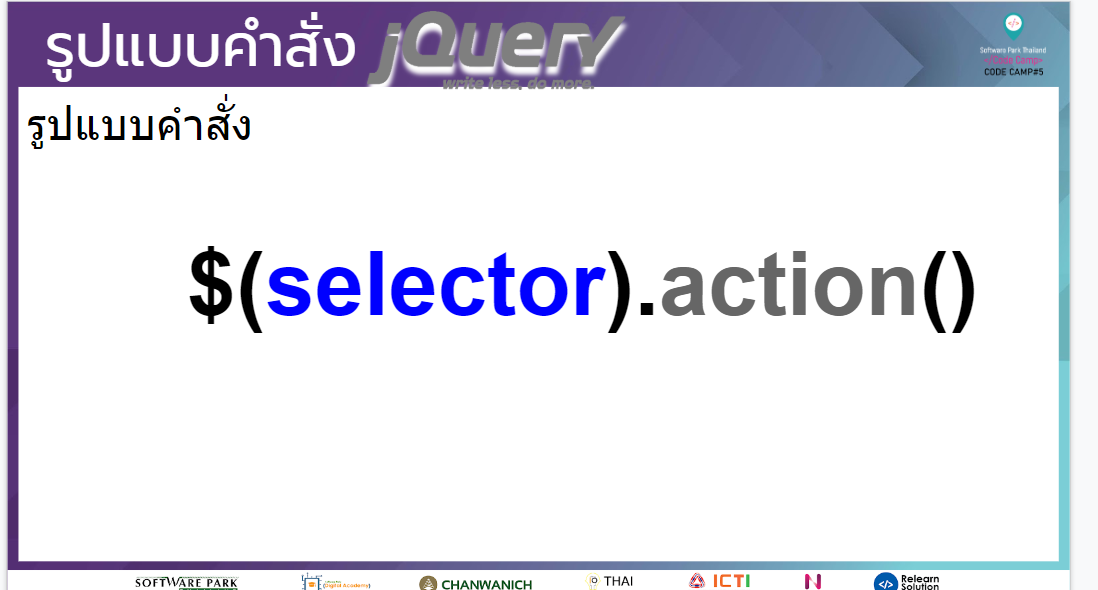 รูปแบบคำสั่ง jQuery
write less, do more.
Software Park Thailand
</Code Camp>
CODE CAMP#5
รูปแบบคำสั่ง
$(selector).action()
SOFTWARE PARK
(Digital Academy)
CHANWANICH
THAI
ICTI
N
</> Relearn
Solution